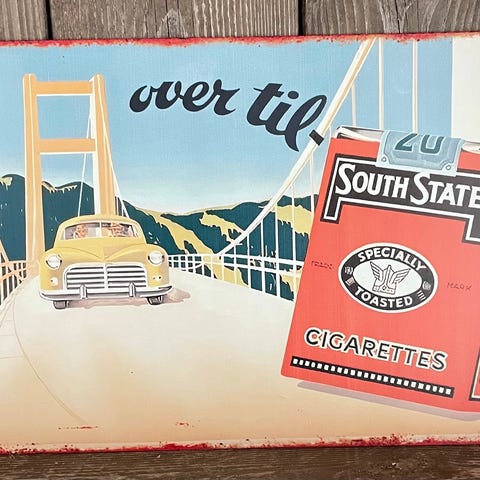 over til
20
SOUTH STATE
SPECIALLY
TRADE MARK
TOASTED
CIGARETTES